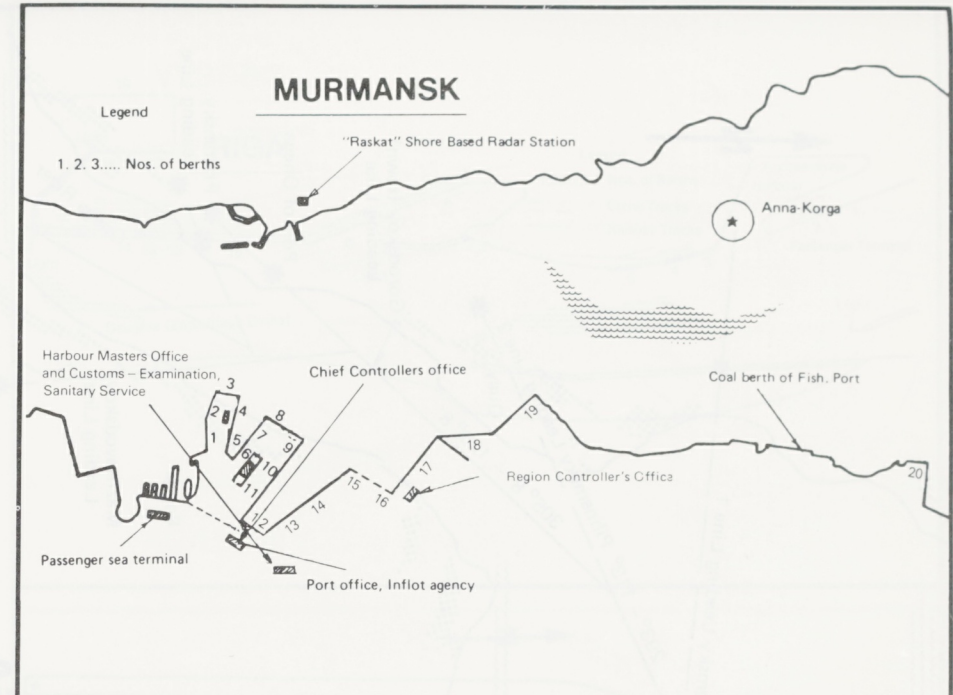 MURMANSK
Legend
"Raskat" Shore Based Radar Station
1. 2. 3..... Nos. of berths
Anna-Korga
Harbour Masters Office
and Customs – Examination,
Sanitary Service
Chief Controllers office
Coal berth of Fish. Port
3
2
4
1
5
6
7
8
9
10
11
12
13
14
15
16
17
18
19
20
Region Controller's Office
Passenger sea terminal
Port office, Inflot agency